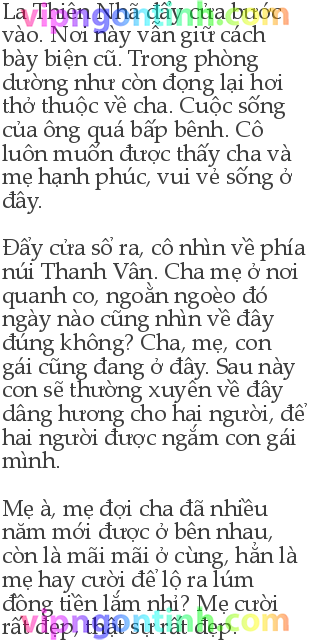 La Thiên Nhã đẩy cửa bước
vào. Nơi này vẫn giữ cách
bày biện cũ. Trong phòng
dường như còn đọng lại hơi
thở thuộc về cha. Cuộc sống
của ông quá bấp bênh. Cô
luôn muốn được thấy cha và
mẹ hạnh phúc, vui vẻ sống ở
đây.
Đẩy cửa sổ ra, cô nhìn về phía
núi Thanh Vân. Cha mẹ ở nơi
quanh co, ngoằn ngoèo đó
ngày nào cũng nhìn về đây
đúng không? Cha, mẹ, con
gái cũng đang ở đây. Sau này
con sẽ thường xuyên về đây
dâng hương cho hai người, để
hai người được ngắm con gái
mình.
Mẹ à, mẹ đợi cha đã nhiều
năm mới được ở bên nhau,
còn là mãi mãi ở cùng, hẳn là
mẹ hay cười để lộ ra lúm
đồng tiền lắm nhỉ? Mẹ cười
rất đẹp, thật sự rất đẹp.
vipngontinh.com
vipngontinh.com